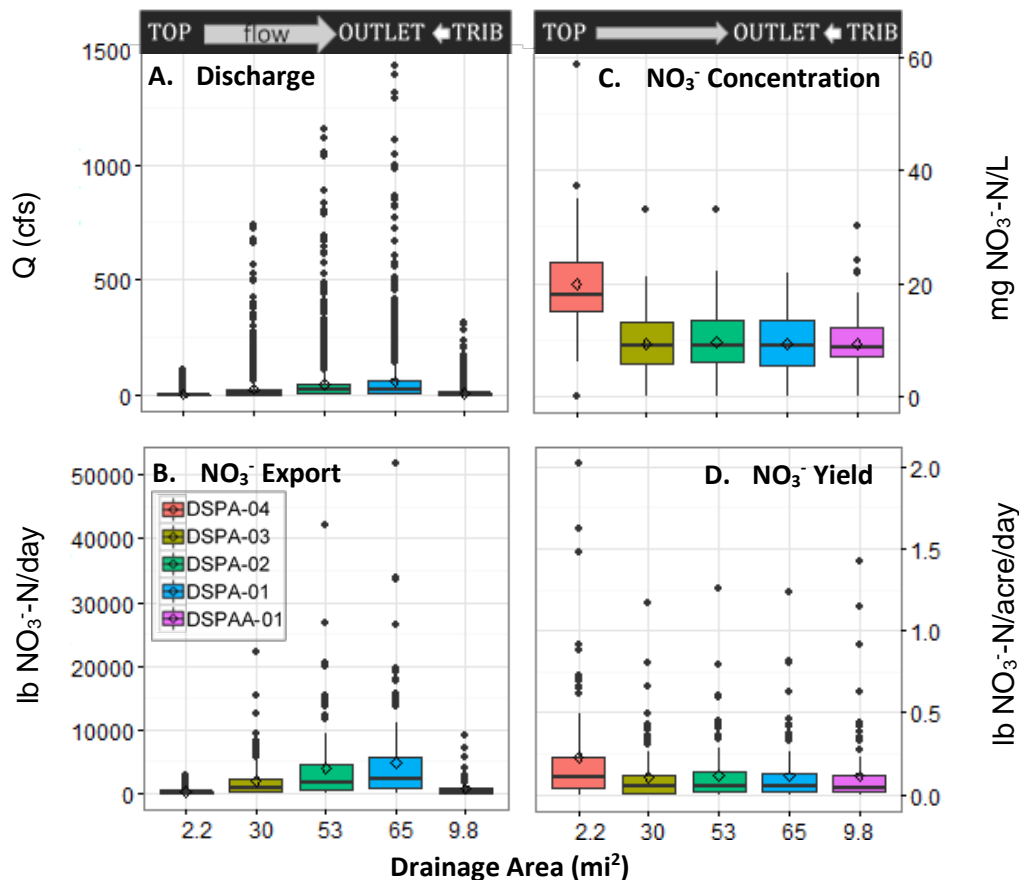 TOP flow OUTLET TRIB
TOP OUTLET TRIB
A. Discharge
1500
1000
500
0
Q (cfs)
C. NO₃⁻ Concentration
60
40
20
0
mg NO₃⁻-N/L
B. NO₃⁻ Export
DSPA-04
DSPA-03
DSPA-02
DSPA-01
DSPAA-01
50000
40000
30000
20000
10000
0
lb NO₃⁻-N/day
2.2 30 53 65 9.8
D. NO₃⁻ Yield
2.0
1.5
1.0
0.5
0.0
lb NO₃⁻-N/acre/day
2.2 30 53 65 9.8
Drainage Area (mi²)